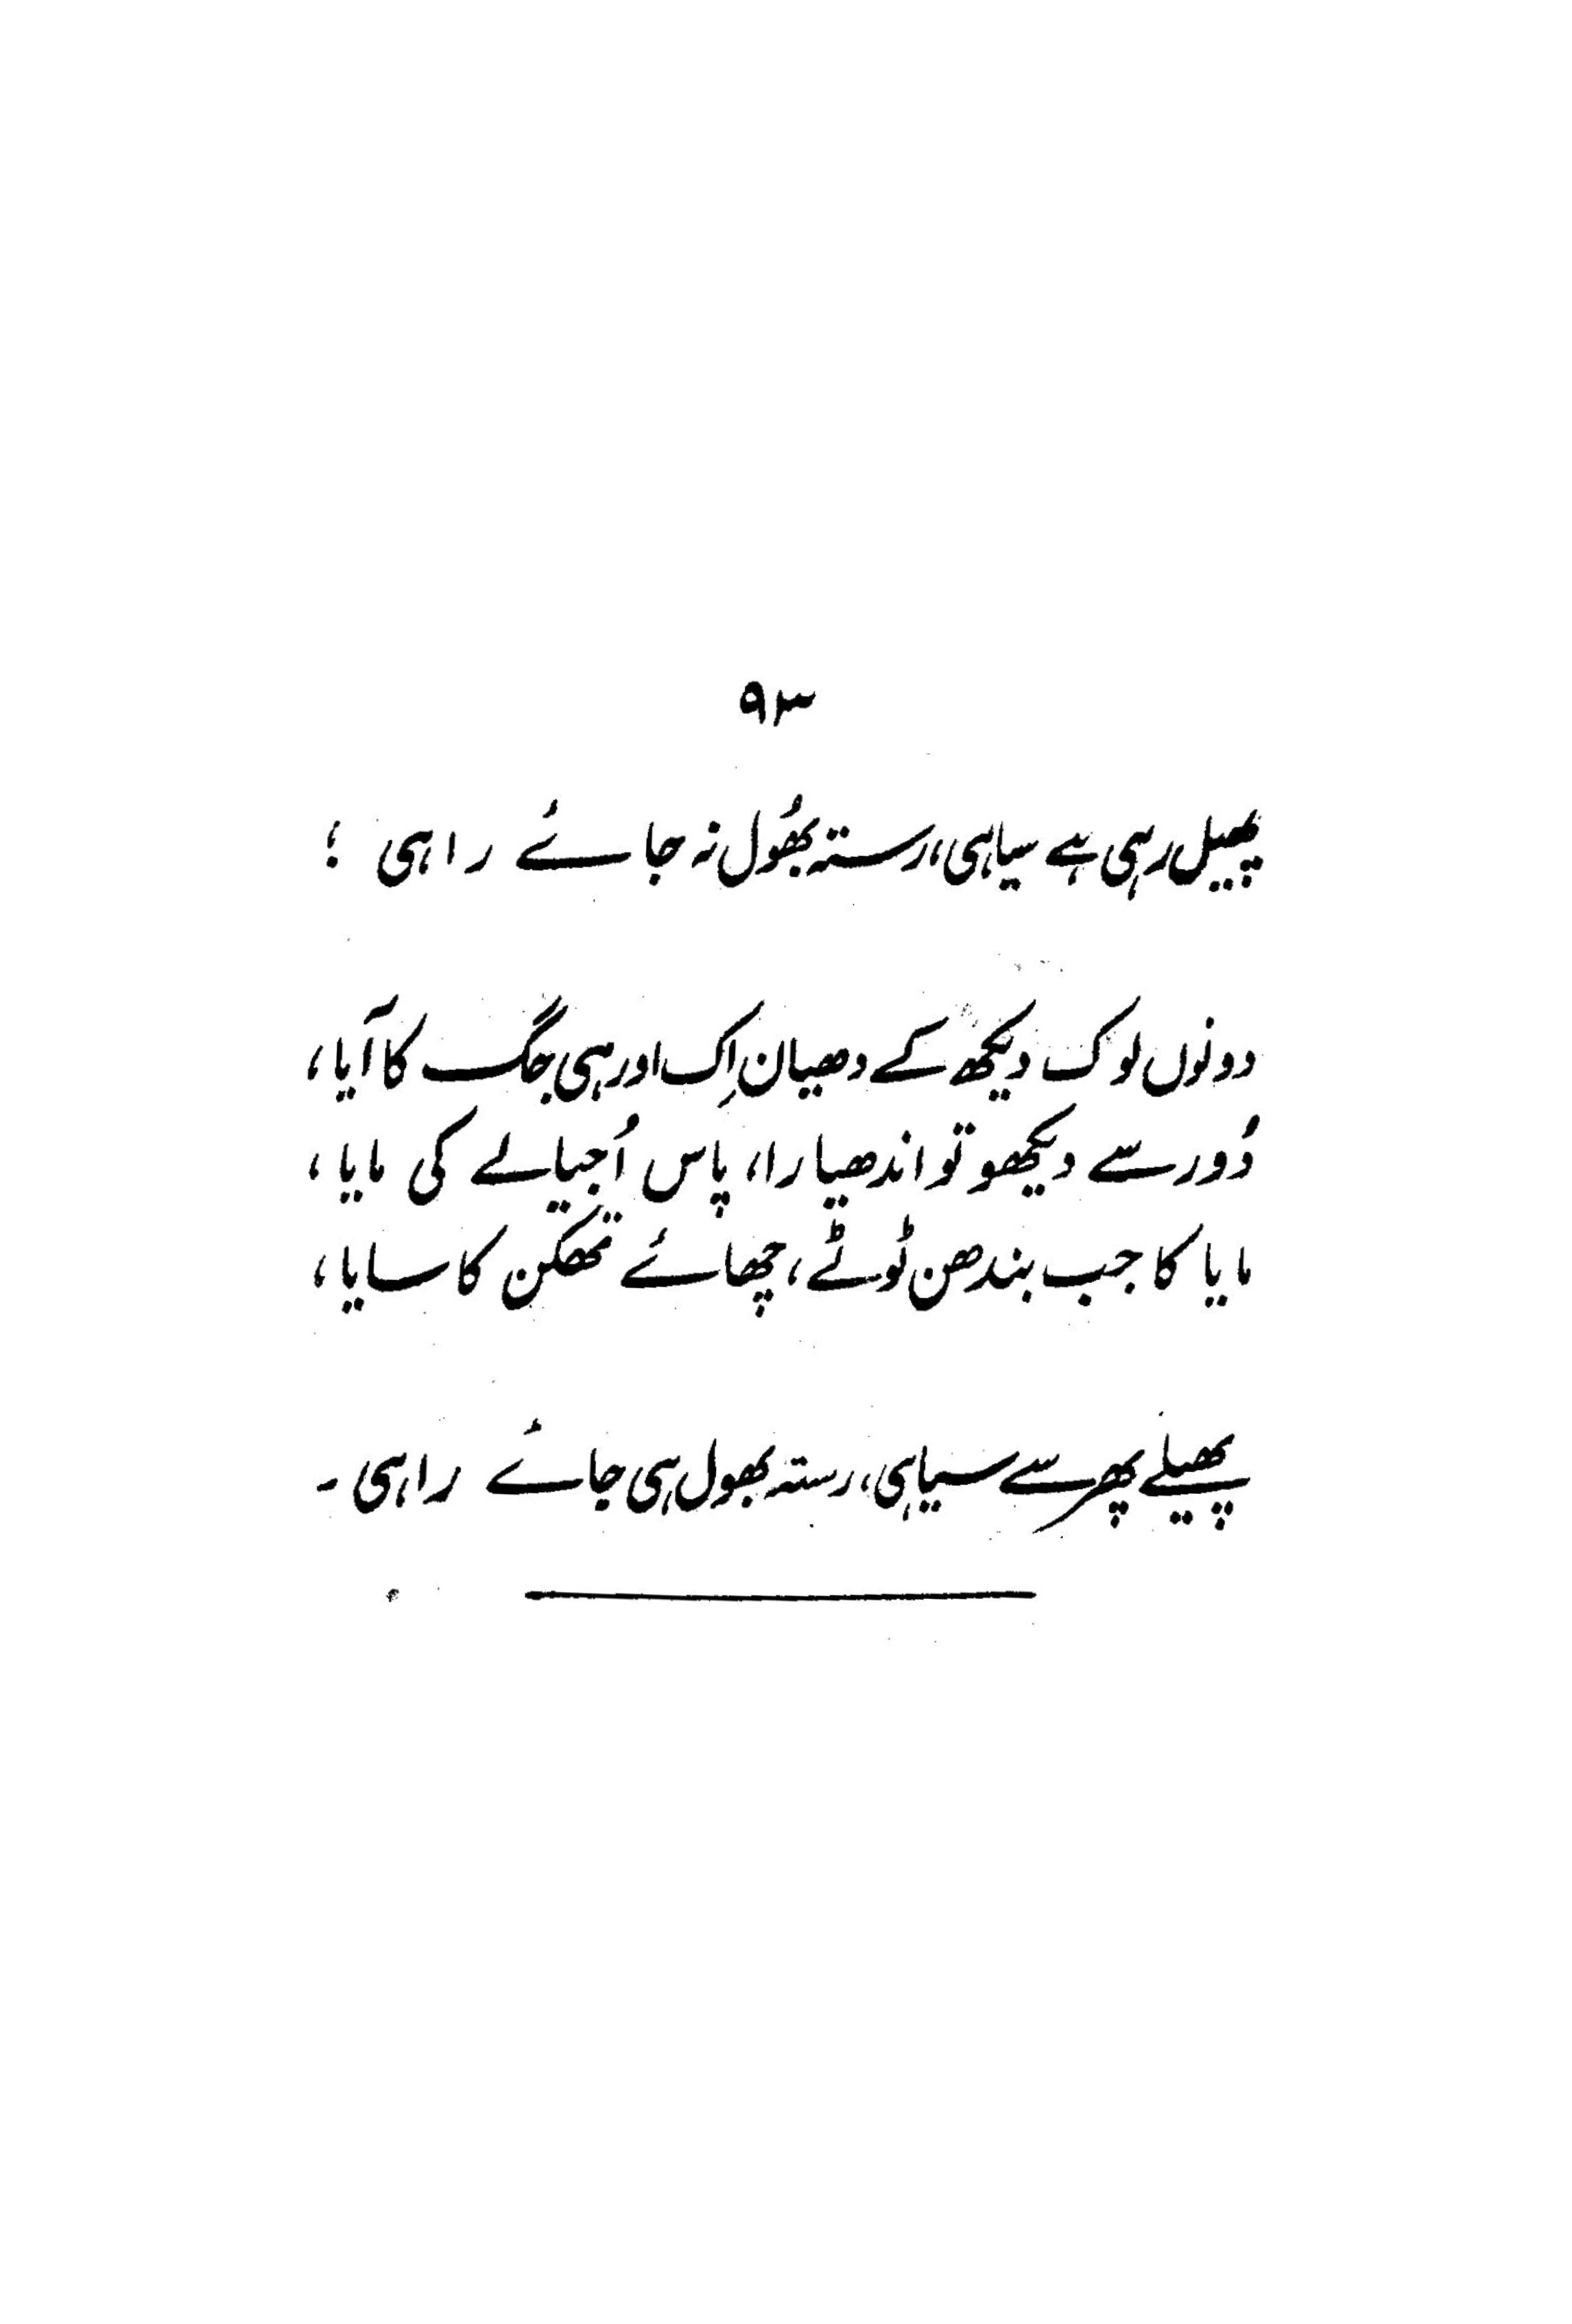 ۹۳
پھیل رہی ہے سیاہی، رستہ بھُول نہ جائے راہی ؛
دونوں لوک دیکھ کے دھیان اِک اور ہی جگ کا آیا،
دُور سے دیکھو تو اندھیارا، پاس اُجیالے کی مایا،
مایا کا جب بندھن ٹوٹے، چھائے تھکن کا سایا،
پھیلے پھر سے سیاہی، رستہ بھول ہی جائے راہی ۔